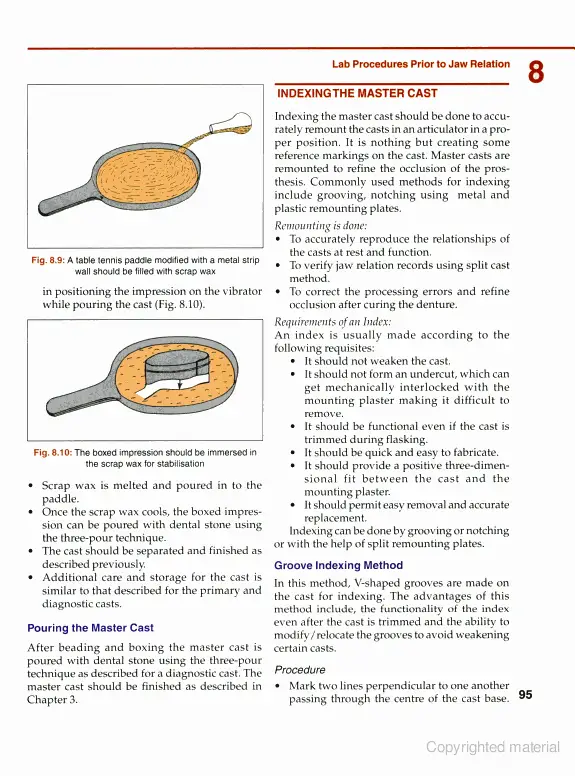 Lab Procedures Prior to Jaw Relation
8
Fig. 8.9: A table tennis paddle modified with a metal strip
wall should be filled with scrap wax
in positioning the impression on the vibrator
while pouring the cast (Fig. 8.10).
Fig. 8.10: The boxed impression should be immersed in
the scrap wax for stabilisation
• Scrap wax is melted and poured in to the
paddle.
• Once the scrap wax cools, the boxed impres-
sion can be poured with dental stone using
the three-pour technique.
• The cast should be separated and finished as
described previously.
• Additional care and storage for the cast is
similar to that described for the primary and
diagnostic casts.
Pouring the Master Cast
After beading and boxing the master cast is
poured with dental stone using the three-pour
technique as described for a diagnostic cast. The
master cast should be finished as described in
Chapter 3.
INDEXING THE MASTER CAST
Indexing the master cast should be done to accu-
rately remount the casts in an articulator in a pro-
per position. It is nothing but creating some
reference markings on the cast. Master casts are
remounted to refine the occlusion of the pros-
thesis. Commonly used methods for indexing
include grooving, notching using metal and
plastic remounting plates.
Remounting is done:
• To accurately reproduce the relationships of
the casts at rest and function.
• To verify jaw relation records using split cast
method.
• To correct the processing errors and refine
occlusion after curing the denture.
Requirements of an Index:
An index is usually made according to the
following requisites:
• It should not weaken the cast.
• It should not form an undercut, which can
get mechanically interlocked with the
mounting plaster making it difficult to
remove.
• It should be functional even if the cast is
trimmed during flasking.
• It should be quick and easy to fabricate.
• It should provide a positive three-dimen-
sional fit between the cast and the
mounting plaster.
• It should permit easy removal and accurate
replacement.
Indexing can be done by grooving or notching
or with the help of split remounting plates.
Groove Indexing Method
In this method, V-shaped grooves are made on
the cast for indexing. The advantages of this
method include, the functionality of the index
even after the cast is trimmed and the ability to
modify/relocate the grooves to avoid weakening
certain casts.
Procedure
• Mark two lines perpendicular to one another
passing through the centre of the cast base.
95
Copyrighted material